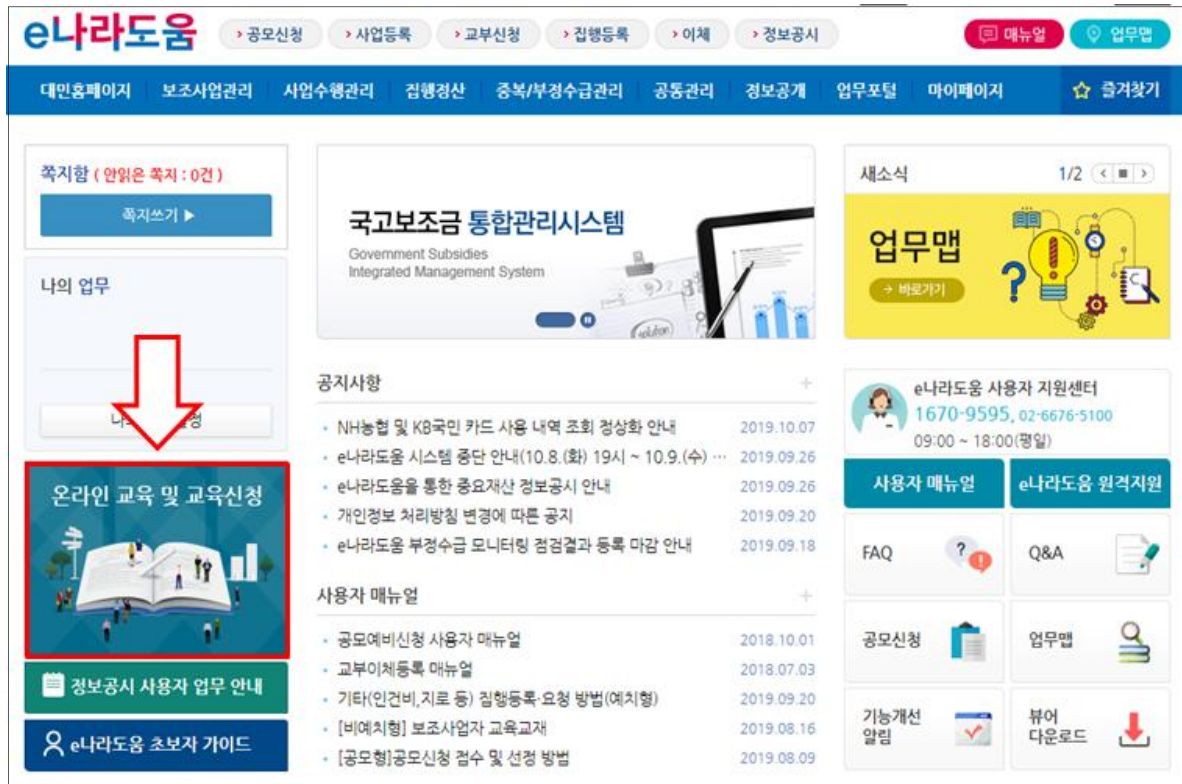 e나라도움
공모신청 사업등록 교부신청 집행등록 이체 정보공시
매뉴얼 업무맵
대민홈페이지 보조사업관리 사업수행관리 집행정산 중복/부정수급관리 공통관리 정보공개 업무포털 마이페이지 즐겨찾기
쪽지함 ( 안읽은 쪽지 : 0건 )
쪽지쓰기 ▶
나의 업무
온라인 교육 및 교육신청
정보공시 사용자 업무 안내
e나라도움 초보자 가이드
국고보조금 통합관리시스템
Government Subsidies
Integrated Management System
solution
공지사항
NH농협 및 KB국민 카드 사용 내역 조회 정상화 안내 2019.10.07
e나라도움 시스템 중단 안내(10.8.(화) 19시 ~ 10.9.(수) ··· 2019.09.26
e나라도움을 통한 중요재산 정보공시 안내 2019.09.26
개인정보 처리방침 변경에 따른 공지 2019.09.20
e나라도움 부정수급 모니터링 점검결과 등록 마감 안내 2019.09.18
사용자 매뉴얼
공모예비신청 사용자 매뉴얼 2018.10.01
교부이체등록 매뉴얼 2018.07.03
기타(인건비,지로 등) 집행등록·요청 방법(예치형) 2019.09.20
[비예치형] 보조사업자 교육교재 2019.08.16
[공모형]공모신청 접수 및 선정 방법 2019.08.09
새소식 1/2
업무맵
→ 바로가기
e나라도움 사용자 지원센터
1670-9595, 02-6676-5100
09:00 ~ 18:00(평일)
사용자 매뉴얼 e나라도움 원격지원
FAQ Q&A
공모신청 업무맵
기능개선
알림
뷰어
다운로드